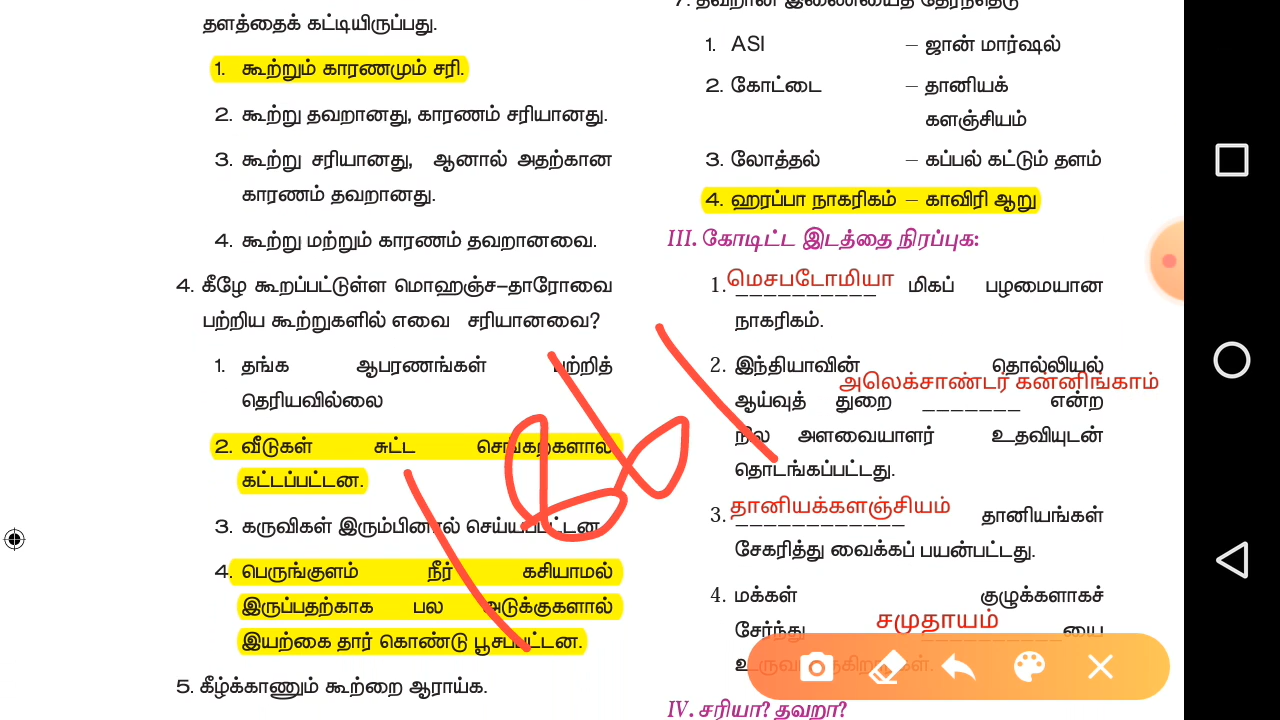 தளத்தைக் கட்டியிருப்பது.
1. கூற்றும் காரணமும் சரி.
2. கூற்று தவறானது, காரணம் சரியானது.
3. கூற்று சரியானது, ஆனால் அதற்கான
காரணம் தவறானது.
4. கூற்று மற்றும் காரணம் தவறானவை.
4. கீழே கூறப்பட்டுள்ள மொஹஞ்ச-தாரோவை
பற்றிய கூற்றுகளில் எவை சரியானவை?
1. தங்க ஆபரணங்கள் பற்றித்
தெரியவில்லை
2. வீடுகள் சுட்ட செங்கற்களால்
கட்டப்பட்டன.
3. கருவிகள் இரும்பினால் செய்யப்பட்டன
4. பெருங்குளம் நீர் கசியாமல்
இருப்பதற்காக பல அடுக்குகளால்
இயற்கை தார் கொண்டு பூசப்பட்டன.
5. கீழ்க்காணும் கூற்றை ஆராய்க.
7. தவறான இணையைத் தேர்ந்தெடு
1. ASI – ஜான் மார்ஷல்
2. கோட்டை – தானியக்
களஞ்சியம்
3. லோத்தல் – கப்பல் கட்டும் தளம்
4. ஹரப்பா நாகரிகம் – காவிரி ஆறு
III. கோடிட்ட இடத்தை நிரப்புக:
1. மெசபடோமியா மிகப் பழமையான
நாகரிகம்.
2. இந்தியாவின் தொல்லியல்
அலெக்சாண்டர் கன்னிங்காம்
ஆய்வுத் துறை _______ என்ற
நில அளவையாளர் உதவியுடன்
தொடங்கப்பட்டது.
3. தானியக்களஞ்சியம் தானியங்கள்
சேகரித்து வைக்கப் பயன்பட்டது.
4. மக்கள் குழுக்களாகச்
சமுதாயம்
சேர்ந்து __________யை
IV. சரியா? தவறா?